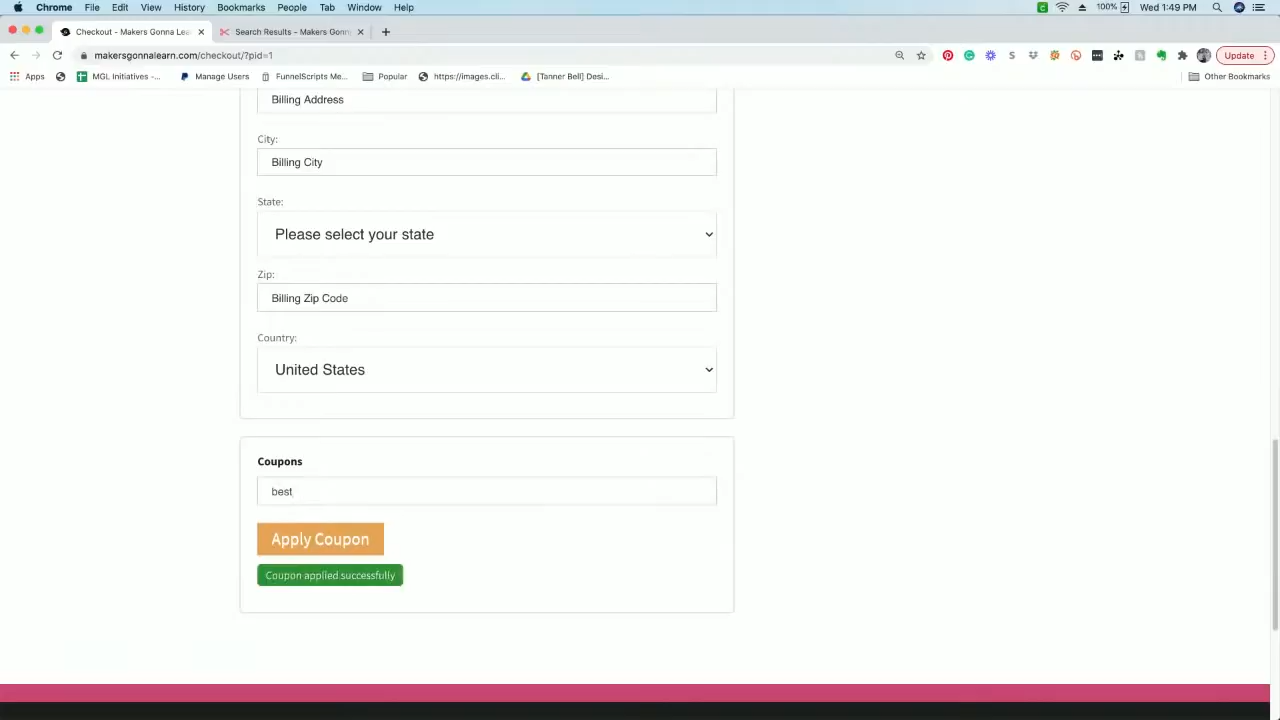 Chrome File Edit View History Bookmarks People Tab Window Help 100% Wed 1:49 PM
Checkout - Makers Gonna Lea Search Results - Makers Gonn
makersgonnalearn.com/checkout/?pid=1 Update
Apps MGL Initiatives -... Manage Users FunnelScripts Me... Popular https://images.cli... [Tanner Bell] Desi... Other Bookmarks
Billing Address
City:
Billing City
State:
Please select your state
Zip:
Billing Zip Code
Country:
United States
Coupons
best
Apply Coupon
Coupon applied successfully